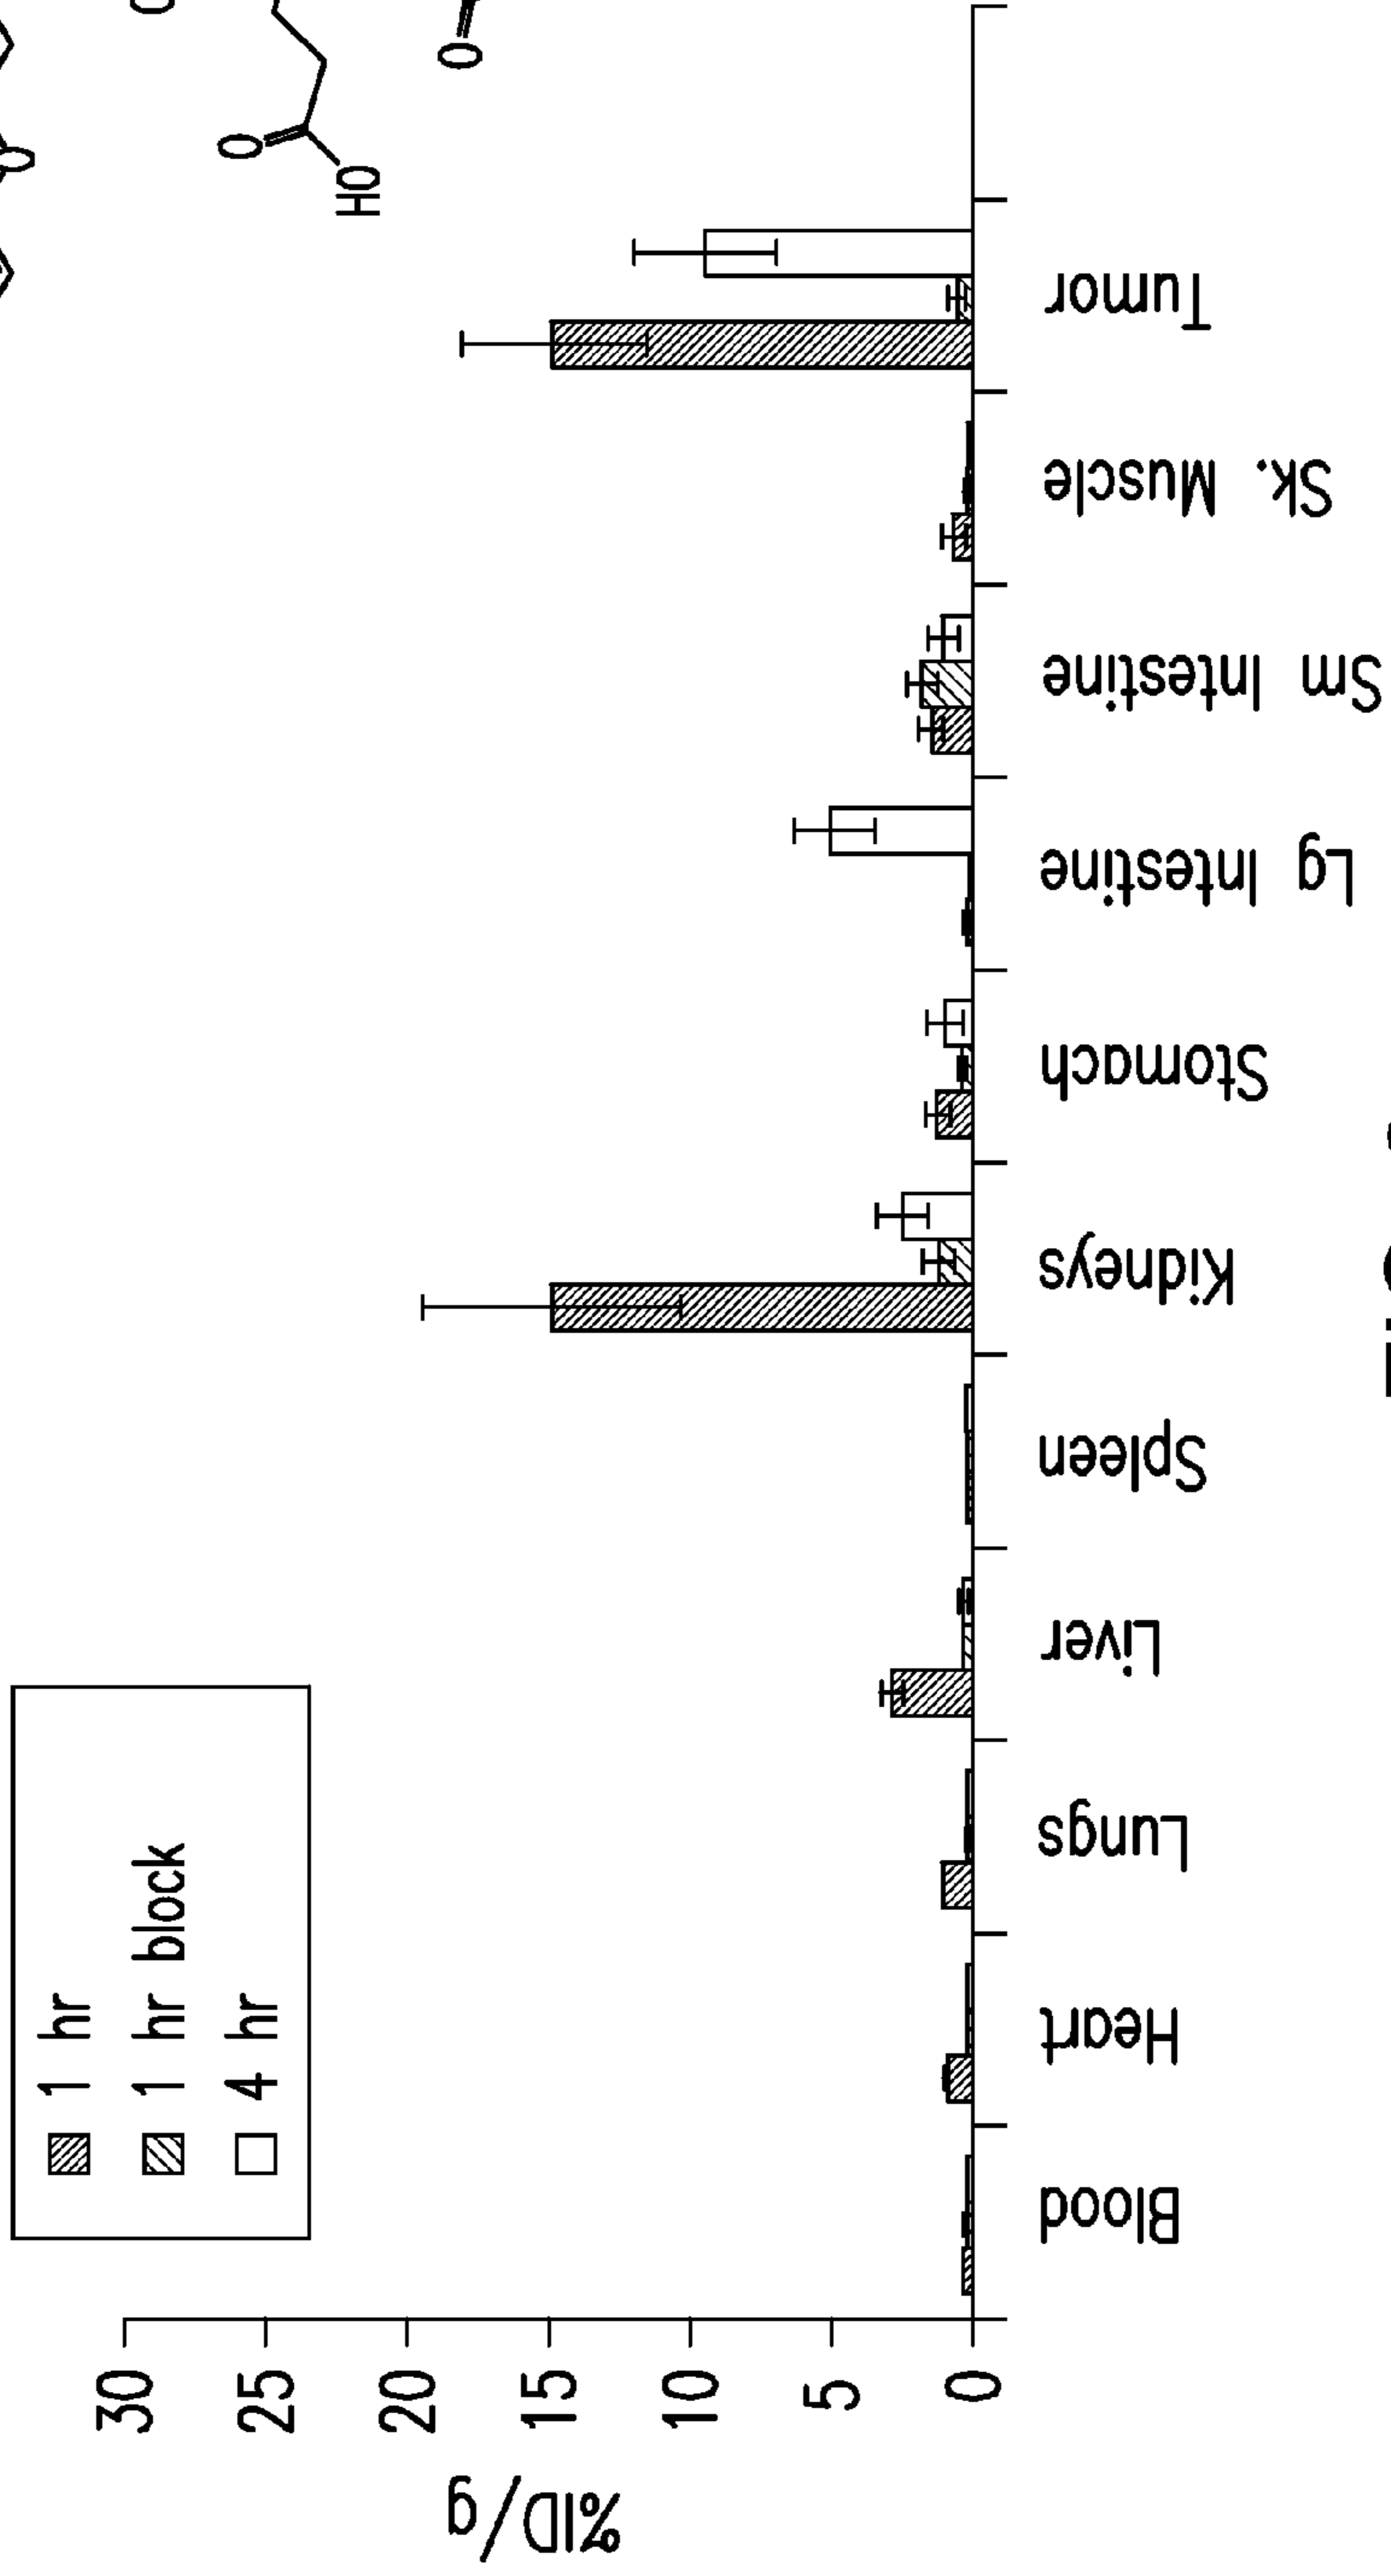 1 hr
1 hr block
4 hr
O
O
HO
O
O
%ID/g
30
25
20
15
10
5
0
Blood
Heart
Lungs
Liver
Spleen
Kidneys
Stomach
Lg Intestine
Sm Intestine
Sk. Muscle
Tumor